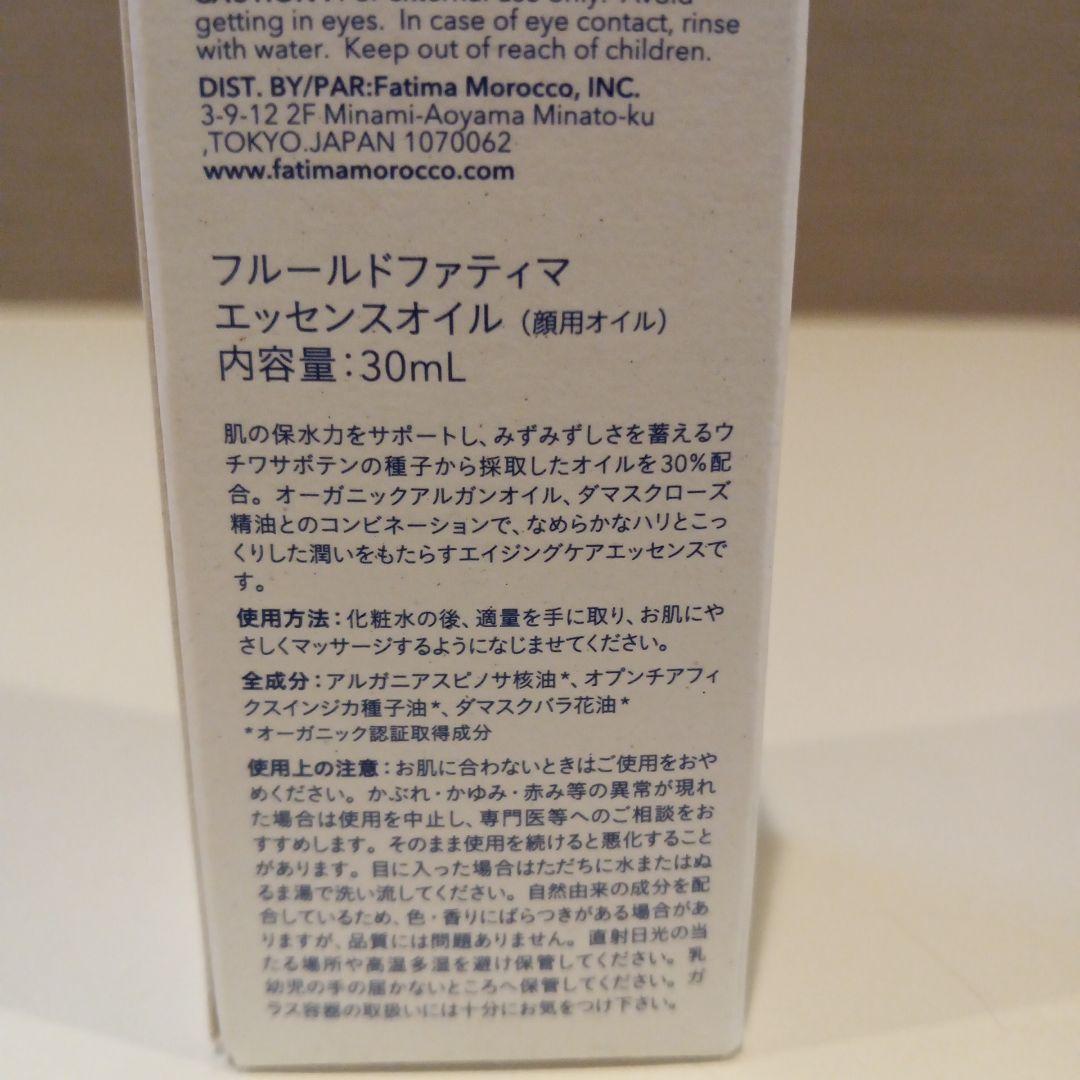 CAUTION : For external use only. Avoid
getting in eyes. In case of eye contact, rinse
with water. Keep out of reach of children.
DIST. BY/PAR:Fatima Morocco, INC.
3-9-12 2F Minami-Aoyama Minato-ku
,TOKYO.JAPAN 1070062
www.fatimamorocco.com
フルールドファティマ
エッセンスオイル（顔用オイル）
内容量：30mL
肌の保水力をサポートし、みずみずしさを蓄えるウ
チワサボテンの種子から採取したオイルを30%配
合。オーガニックアルガンオイル、ダマスクローズ
精油とのコンビネーションで、なめらかなハリとこっ
くりした潤いをもたらすエイジングケアエッセンスで
す。
使用方法：化粧水の後、適量を手に取り、お肌にや
さしくマッサージするようになじませてください。
全成分：アルガニアスピノサ核油*、オプンチアフィ
クスインジカ種子油*、ダマスクバラ花油*
*オーガニック認証取得成分
使用上の注意：お肌に合わないときはご使用をおや
めください。かぶれ・かゆみ・赤み等の異常が現れ
た場合は使用を中止し、専門医等へのご相談をお
すすめします。そのまま使用を続けると悪化すること
があります。目に入った場合はただちに水またはぬ
るま湯で洗い流してください。自然由来の成分を配
合しているため、色・香りにばらつきがある場合があ
りますが、品質には問題ありません。直射日光の当
たる場所や高温多湿を避け保管してください。乳
幼児の手の届かないところへ保管してください。ガ
ラス容器の取扱いには十分にお気をつけ下さい。